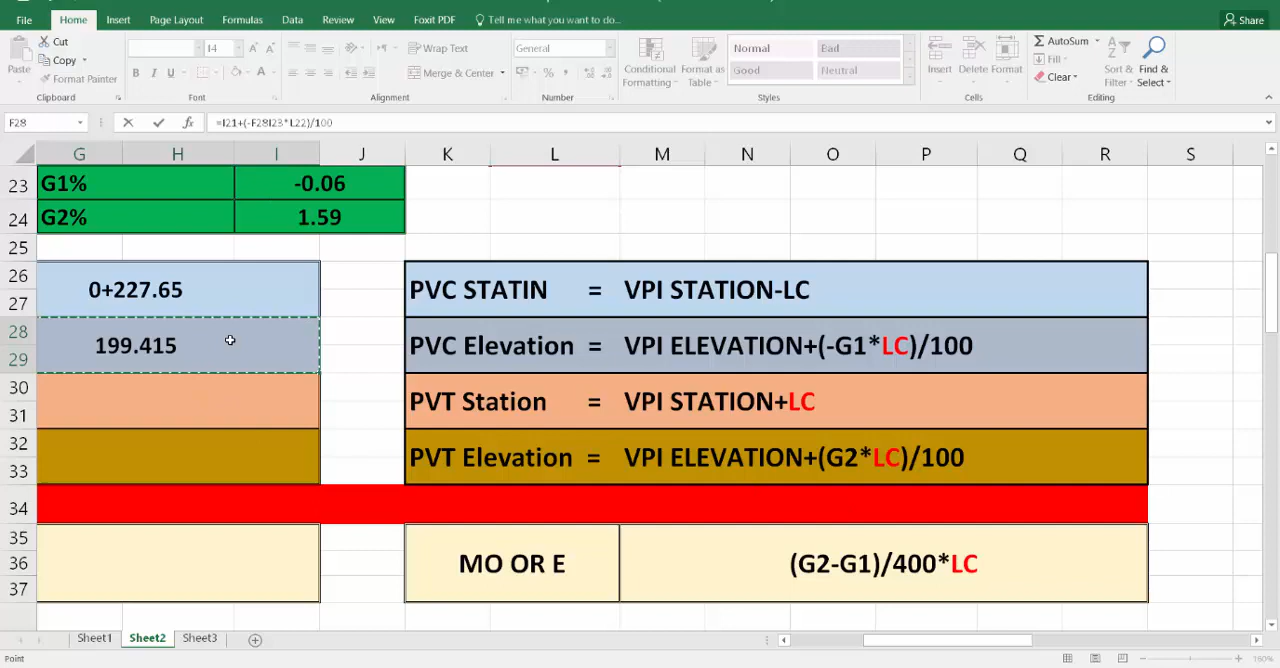 File Home Insert Page Layout Formulas Data Review View Foxit PDF Tell me what you want to do... Share
Paste Cut Copy Format Painter
14
B I U
Wrap Text
Merge & Center
General
%
Conditional Formatting Format as Table
Normal Bad
Good Neutral
Insert Delete Format
AutoSum
Fill
Clear
Sort & Filter Find & Select
Clipboard Font Alignment Number Styles Cells Editing
F28 fx =I21+(-F28I23*L22)/100
G H I J K L M N O P Q R S
23 G1% -0.06
24 G2% 1.59
25
26
0+227.65 PVC STATIN = VPI STATION-LC
27
28
199.415 PVC Elevation = VPI ELEVATION+(-G1*LC)/100
29
30
PVT Station = VPI STATION+LC
31
32
PVT Elevation = VPI ELEVATION+(G2*LC)/100
33
34
35
36 MO OR E (G2-G1)/400*LC
37
Sheet1 Sheet2 Sheet3
Point 160%